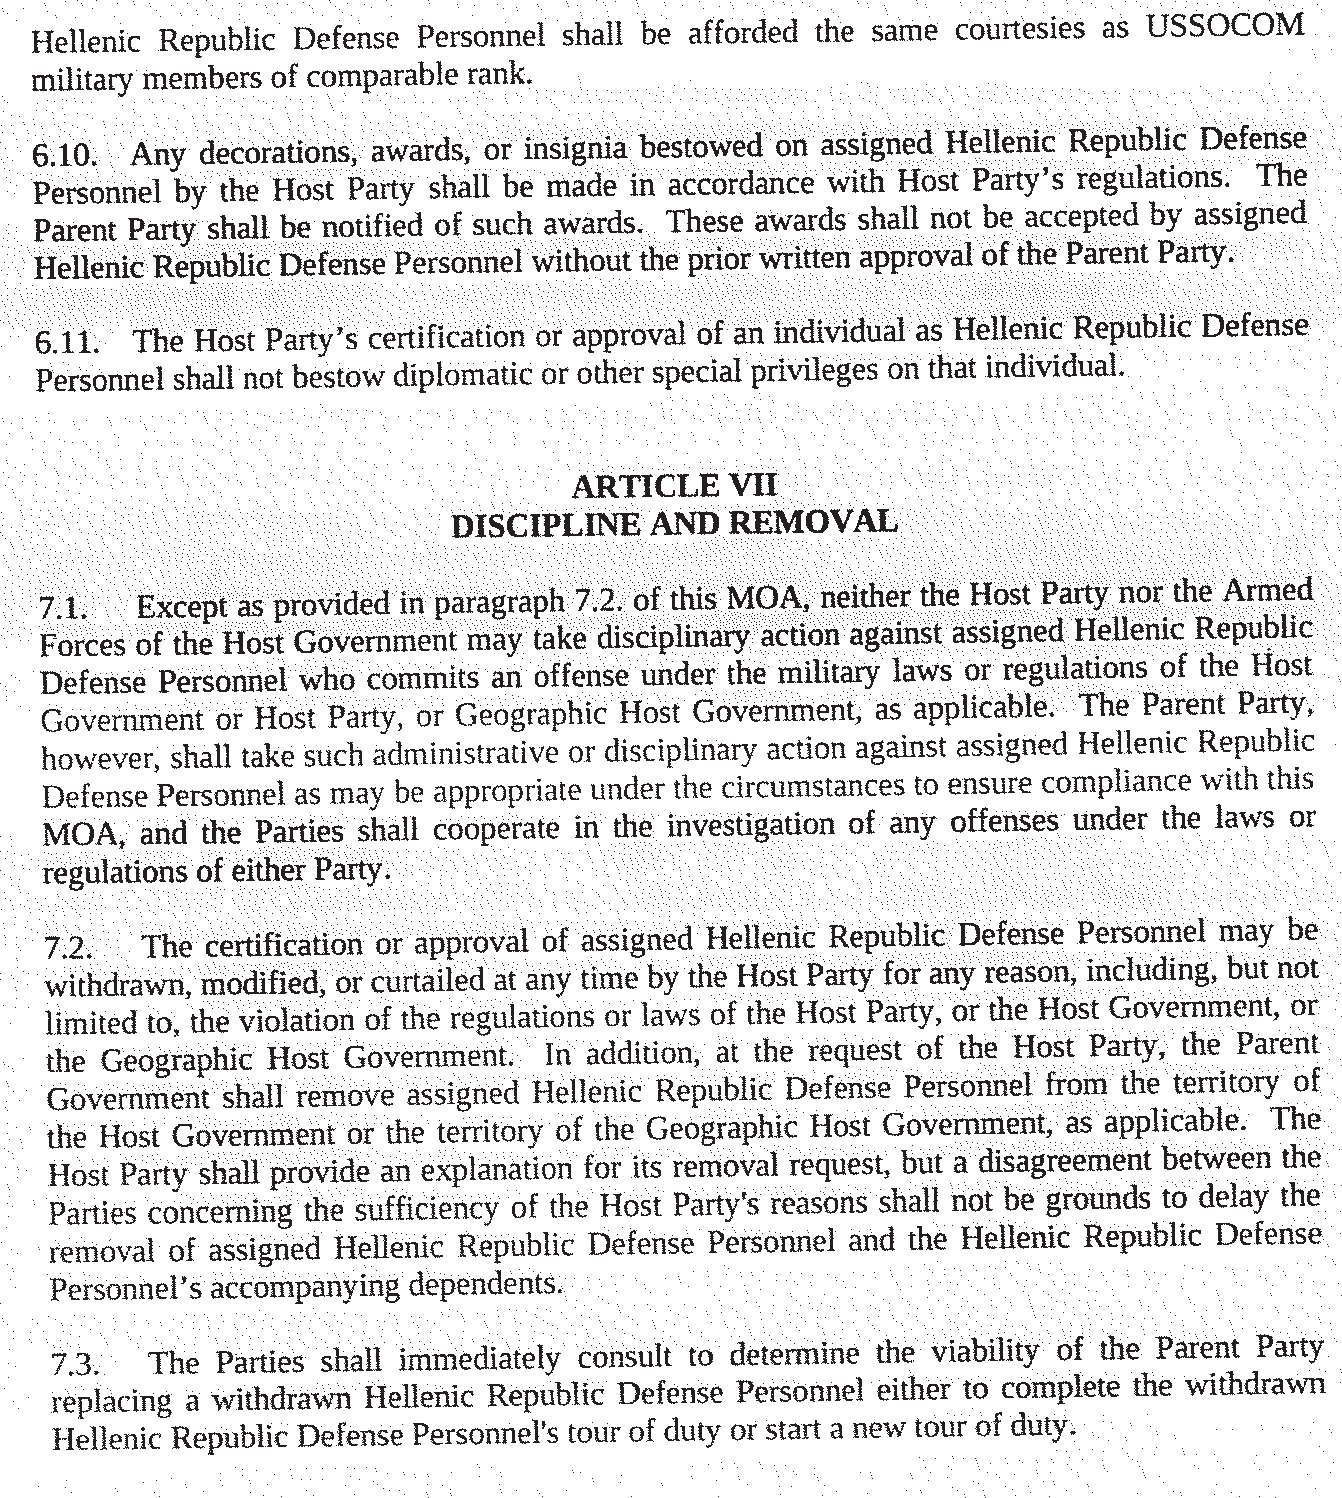 Hellenic Republic Defense Personnel shall be afforded the same courtesies as USSOCOM
military members of comparable rank.
6.10. Any decorations, awards, or insignia bestowed on assigned Hellenic Republic Defense
Personnel by the Host Party shall be made in accordance with Host Party's regulations. The
Parent Party shall be notified of such awards. These awards shall not be accepted by assigned
Hellenic Republic Defense Personnel without the prior written approval of the Parent Party.
6.11. The Host Party's certification or approval of an individual as Hellenic Republic Defense
Personnel shall not bestow diplomatic or other special privileges on that individual.
ARTICLE VII
DISCIPLINE AND REMOVAL
7.1. Except as provided in paragraph 7.2. of this MOA, neither the Host Party nor the Armed
Forces of the Host Government may take disciplinary action against assigned Hellenic Republic
Defense Personnel who commits an offense under the military laws or regulations of the Host
Government or Host Party, or Geographic Host Government, as applicable. The Parent Party,
however, shall take such administrative or disciplinary action against assigned Hellenic Republic
Defense Personnel as may be appropriate under the circumstances to ensure compliance with this
MOA, and the Parties shall cooperate in the investigation of any offenses under the laws or
regulations of either Party.
7.2. The certification or approval of assigned Hellenic Republic Defense Personnel may be
withdrawn, modified, or curtailed at any time by the Host Party for any reason, including, but not
limited to, the violation of the regulations or laws of the Host Party, or the Host Government, or
the Geographic Host Government. In addition, at the request of the Host Party, the Parent
Government shall remove assigned Hellenic Republic Defense Personnel from the territory of
the Host Government or the territory of the Geographic Host Government, as applicable. The
Host Party shall provide an explanation for its removal request, but a disagreement between the
Parties concerning the sufficiency of the Host Party's reasons shall not be grounds to delay the
removal of assigned Hellenic Republic Defense Personnel and the Hellenic Republic Defense
Personnel's accompanying dependents.
7.3. The Parties shall immediately consult to determine the viability of the Parent Party
replacing a withdrawn Hellenic Republic Defense Personnel either to complete the withdrawn
Hellenic Republic Defense Personnel's tour of duty or start a new tour of duty.